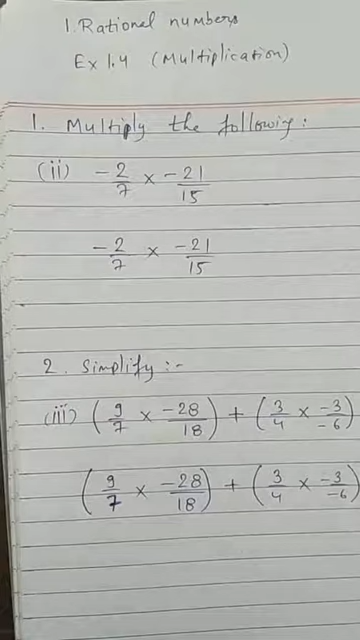 1. Rational numbers
Ex 1.4 (Multiplication)
1. Multiply the following:
(ii) -2/7 × -21/15
-2/7 × -21/15
2. Simplify :-
(iii) (9/7 × -28/18) + (3/4 × -3/-6)
(9/7 × -28/18) + (3/4 × -3/-6)